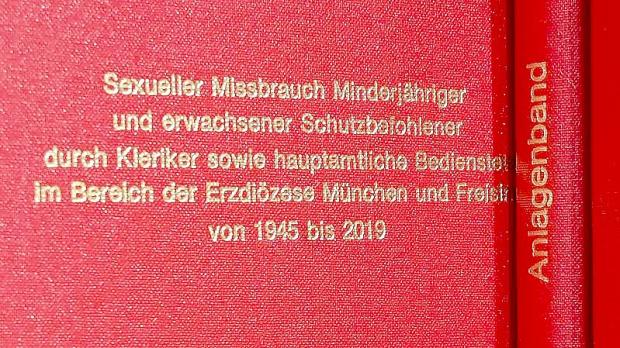 Sexueller Missbrauch Minderjähriger
und erwachsener Schutzbefohlener
durch Kleriker sowie hauptamtliche
im Bereich der Erzdiözese München und
von 1945 bis 2019
Anlagenband